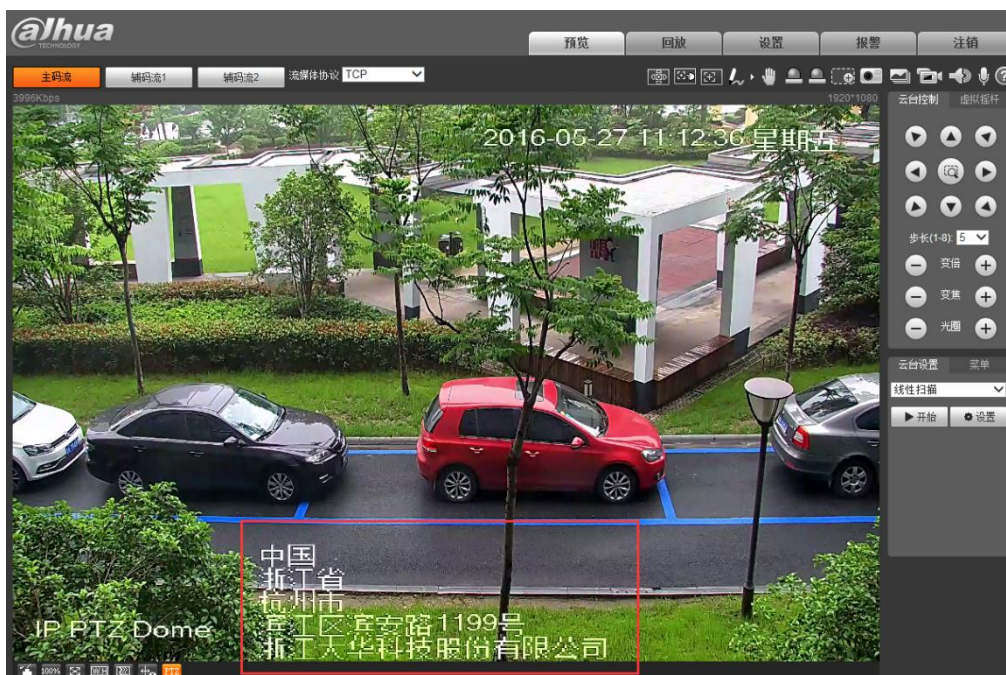 alhua
TECHNOLOGY
预览 回放 设置 报警 注销
主码流 辅码流1 辅码流2 流媒体协议 TCP
3996Kbps 1920*1080 云台控制 虚拟摇杆
2016-05-27 11:12:36 星期五
步长(1-8): 5
变倍
变焦
光圈
云台设置 菜单
线性扫描
开始 设置
中国
浙江省
杭州市
滨江区滨安路1199号
浙江大华科技股份有限公司
IP PTZ Dome
100% W:H PTZ